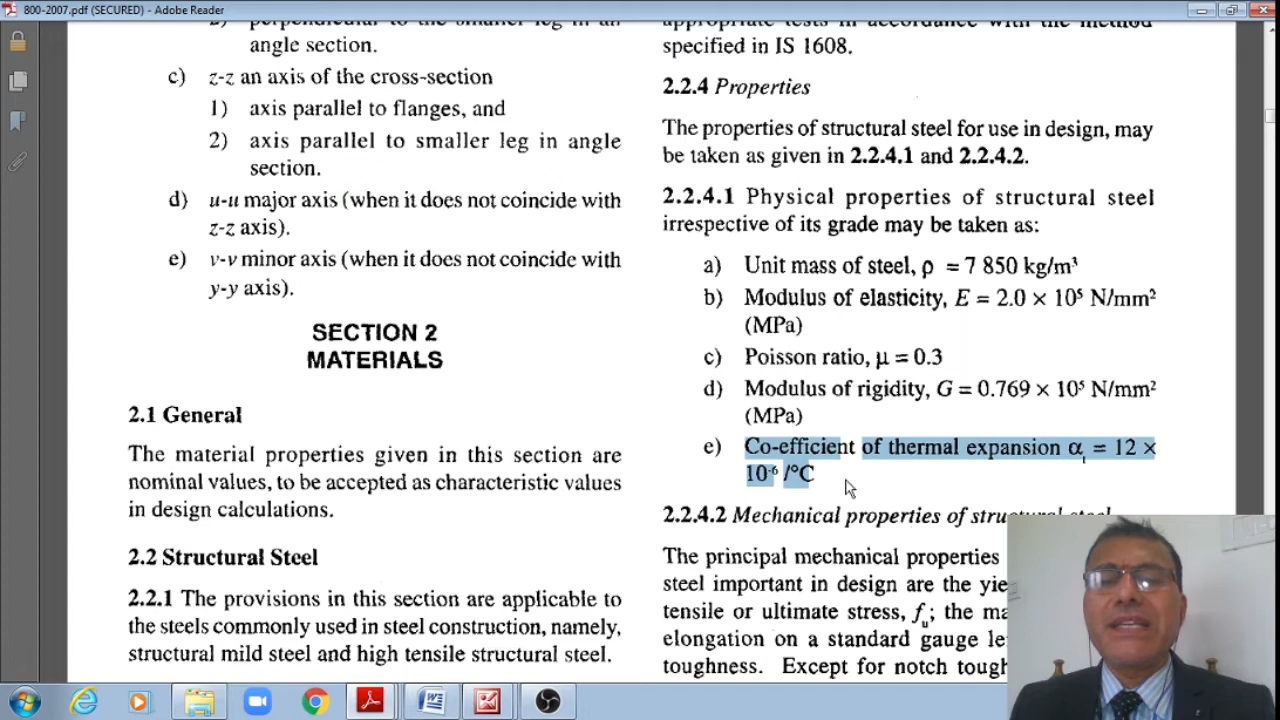 800-2007.pdf (SECURED) - Adobe Reader
angle section.
c) z-z an axis of the cross-section
1) axis parallel to flanges, and
2) axis parallel to smaller leg in angle
section.
d) u-u major axis (when it does not coincide with
z-z axis).
e) v-v minor axis (when it does not coincide with
y-y axis).
SECTION 2
MATERIALS
2.1 General
The material properties given in this section are
nominal values, to be accepted as characteristic values
in design calculations.
2.2 Structural Steel
2.2.1 The provisions in this section are applicable to
the steels commonly used in steel construction, namely,
structural mild steel and high tensile structural steel.
appropriate tests in accordance with the method
specified in IS 1608.
2.2.4 Properties
The properties of structural steel for use in design, may
be taken as given in 2.2.4.1 and 2.2.4.2.
2.2.4.1 Physical properties of structural steel
irrespective of its grade may be taken as:
a) Unit mass of steel, ρ = 7 850 kg/m³
b) Modulus of elasticity, E = 2.0 × 10⁵ N/mm²
(MPa)
c) Poisson ratio, μ = 0.3
d) Modulus of rigidity, G = 0.769 × 10⁵ N/mm²
(MPa)
e) Co-efficient of thermal expansion αₜ = 12 ×
10⁻⁶ /°C
2.2.4.2 Mechanical properties of
The principal mechanical properties
steel important in design are the
tensile or ultimate stress, fᵤ; the
elongation on a standard gauge
toughness. Except for notch